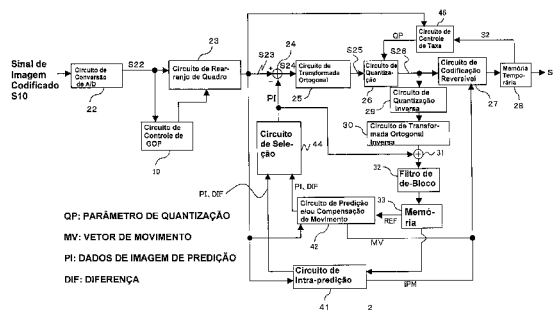 46
Circuito
de Controle
de Taxa
23
QP
S2
S23
24
Sinal de
Imagem
Codificado
S10
Circuito de
Conversão
de A/D
22
S22
Circuito de Rear-
ranjo de Quadro
+
S24
Circuito de
Transformada
Ortogonal
25
S25
Circuito de
Quanti-
zação
26
S26
Circuito de
Codificação
Reversível
27
Memória
Tempo-
rária
28
S
PI
Circuito de
Quantização
Inversa
29
30
Circuito de Transfor-
mada Ortogonal
Inversa
31
Circuito de
Controle de
GOP
10
Circuito
de Sele-
ção
44
32
Filtro de
de-Bloco
PI, DIF
PI, DIF
33
Memó-
ria
REF
Circuito de Predição
e/ou Compensação
de Movimento
42
MV
QP: PARÂMETRO DE QUANTIZAÇÃO
MV: VETOR DE MOVIMENTO
PI: DADOS DE IMAGEM DE PREDIÇÃO
DIF: DIFERENÇA
Circuito de
Intra-predição
41
IPM
2